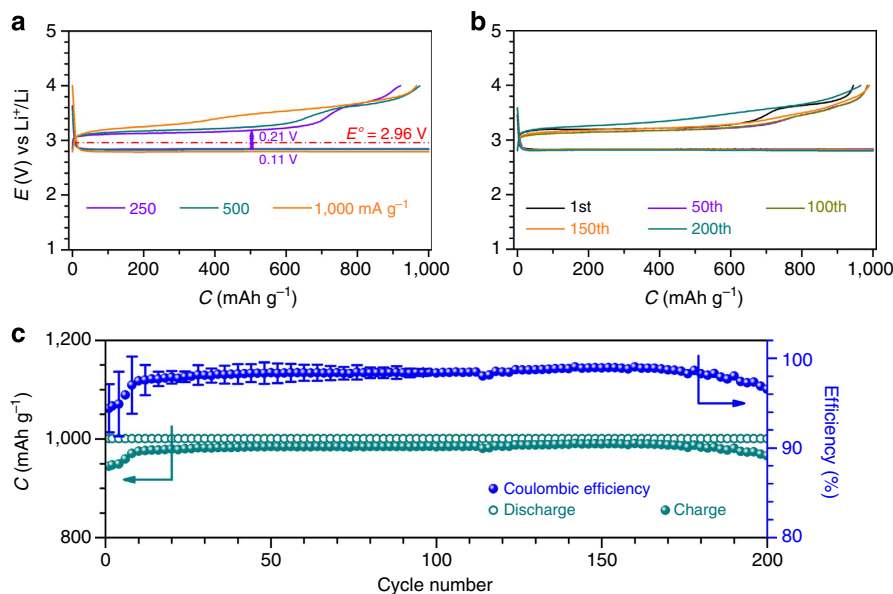 a
5
4
3
2
1
E (V) vs Li⁺/Li
0.21 V
E° = 2.96 V
0.11 V
250
500
1,000 mA g⁻¹
0
200
400
600
800
1,000
C (mAh g⁻¹)
b
5
4
3
2
1
1st
50th
100th
150th
200th
0
200
400
600
800
1,000
C (mAh g⁻¹)
c
1,200
1,000
800
C (mAh g⁻¹)
100
90
80
Efficiency (%)
Coulombic efficiency
Discharge
Charge
0
50
100
150
200
Cycle number